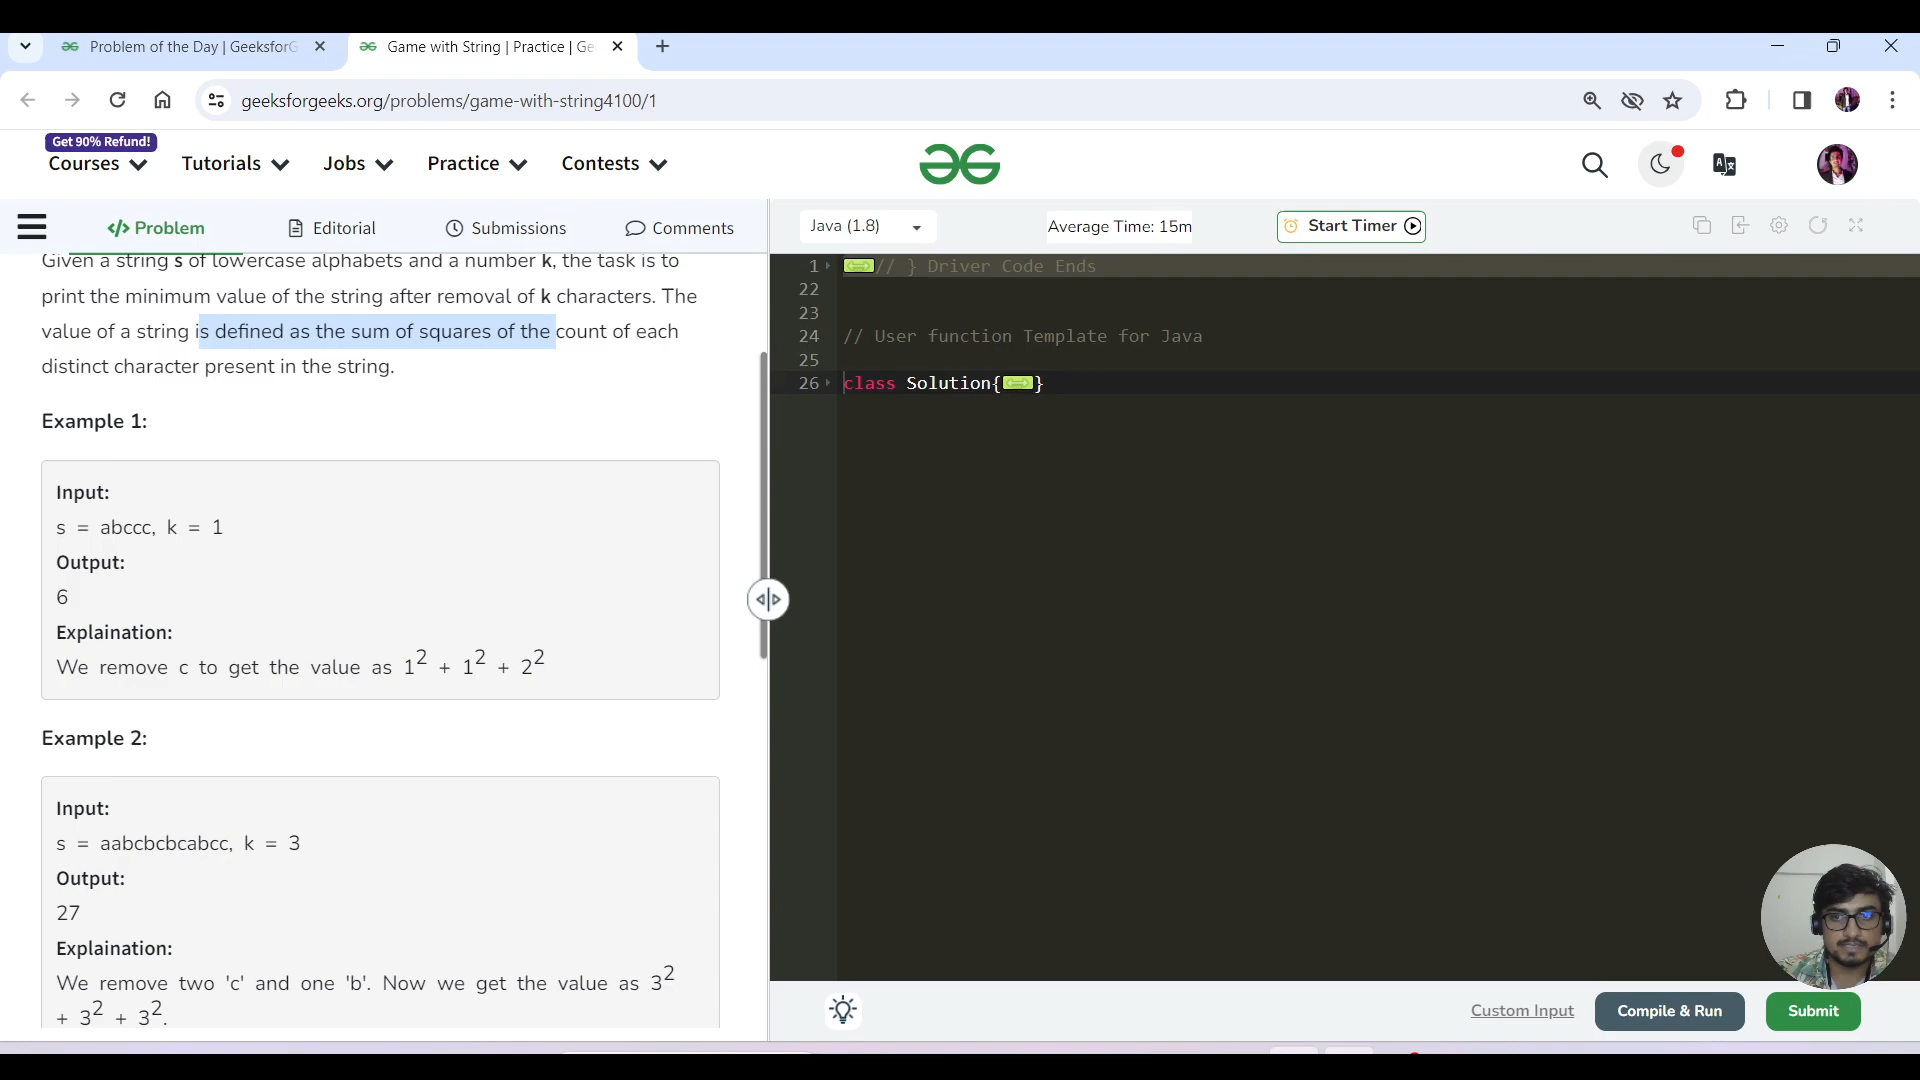 Problem of the Day | GeeksforG
Game with String | Practice | Ge
geeksforgeeks.org/problems/game-with-string4100/1
Get 90% Refund!
Courses
Tutorials
Jobs
Practice
Contests
Problem
Editorial
Submissions
Comments
Java (1.8)
Average Time: 15m
Start Timer
Given a string s of lowercase alphabets and a number k, the task is to
print the minimum value of the string after removal of k characters. The
value of a string is defined as the sum of squares of the count of each
distinct character present in the string.
Example 1:
Input:
s = abccc, k = 1
Output:
6
Explaination:
We remove c to get the value as 1² + 1² + 2²
Example 2:
Input:
s = aabcbcbcabcc, k = 3
Output:
27
Explaination:
We remove two 'c' and one 'b'. Now we get the value as 3²
+ 3² + 3².
1 // } Driver Code Ends
22
23
24 // User function Template for Java
25
26 class Solution{}
Custom Input
Compile & Run
Submit